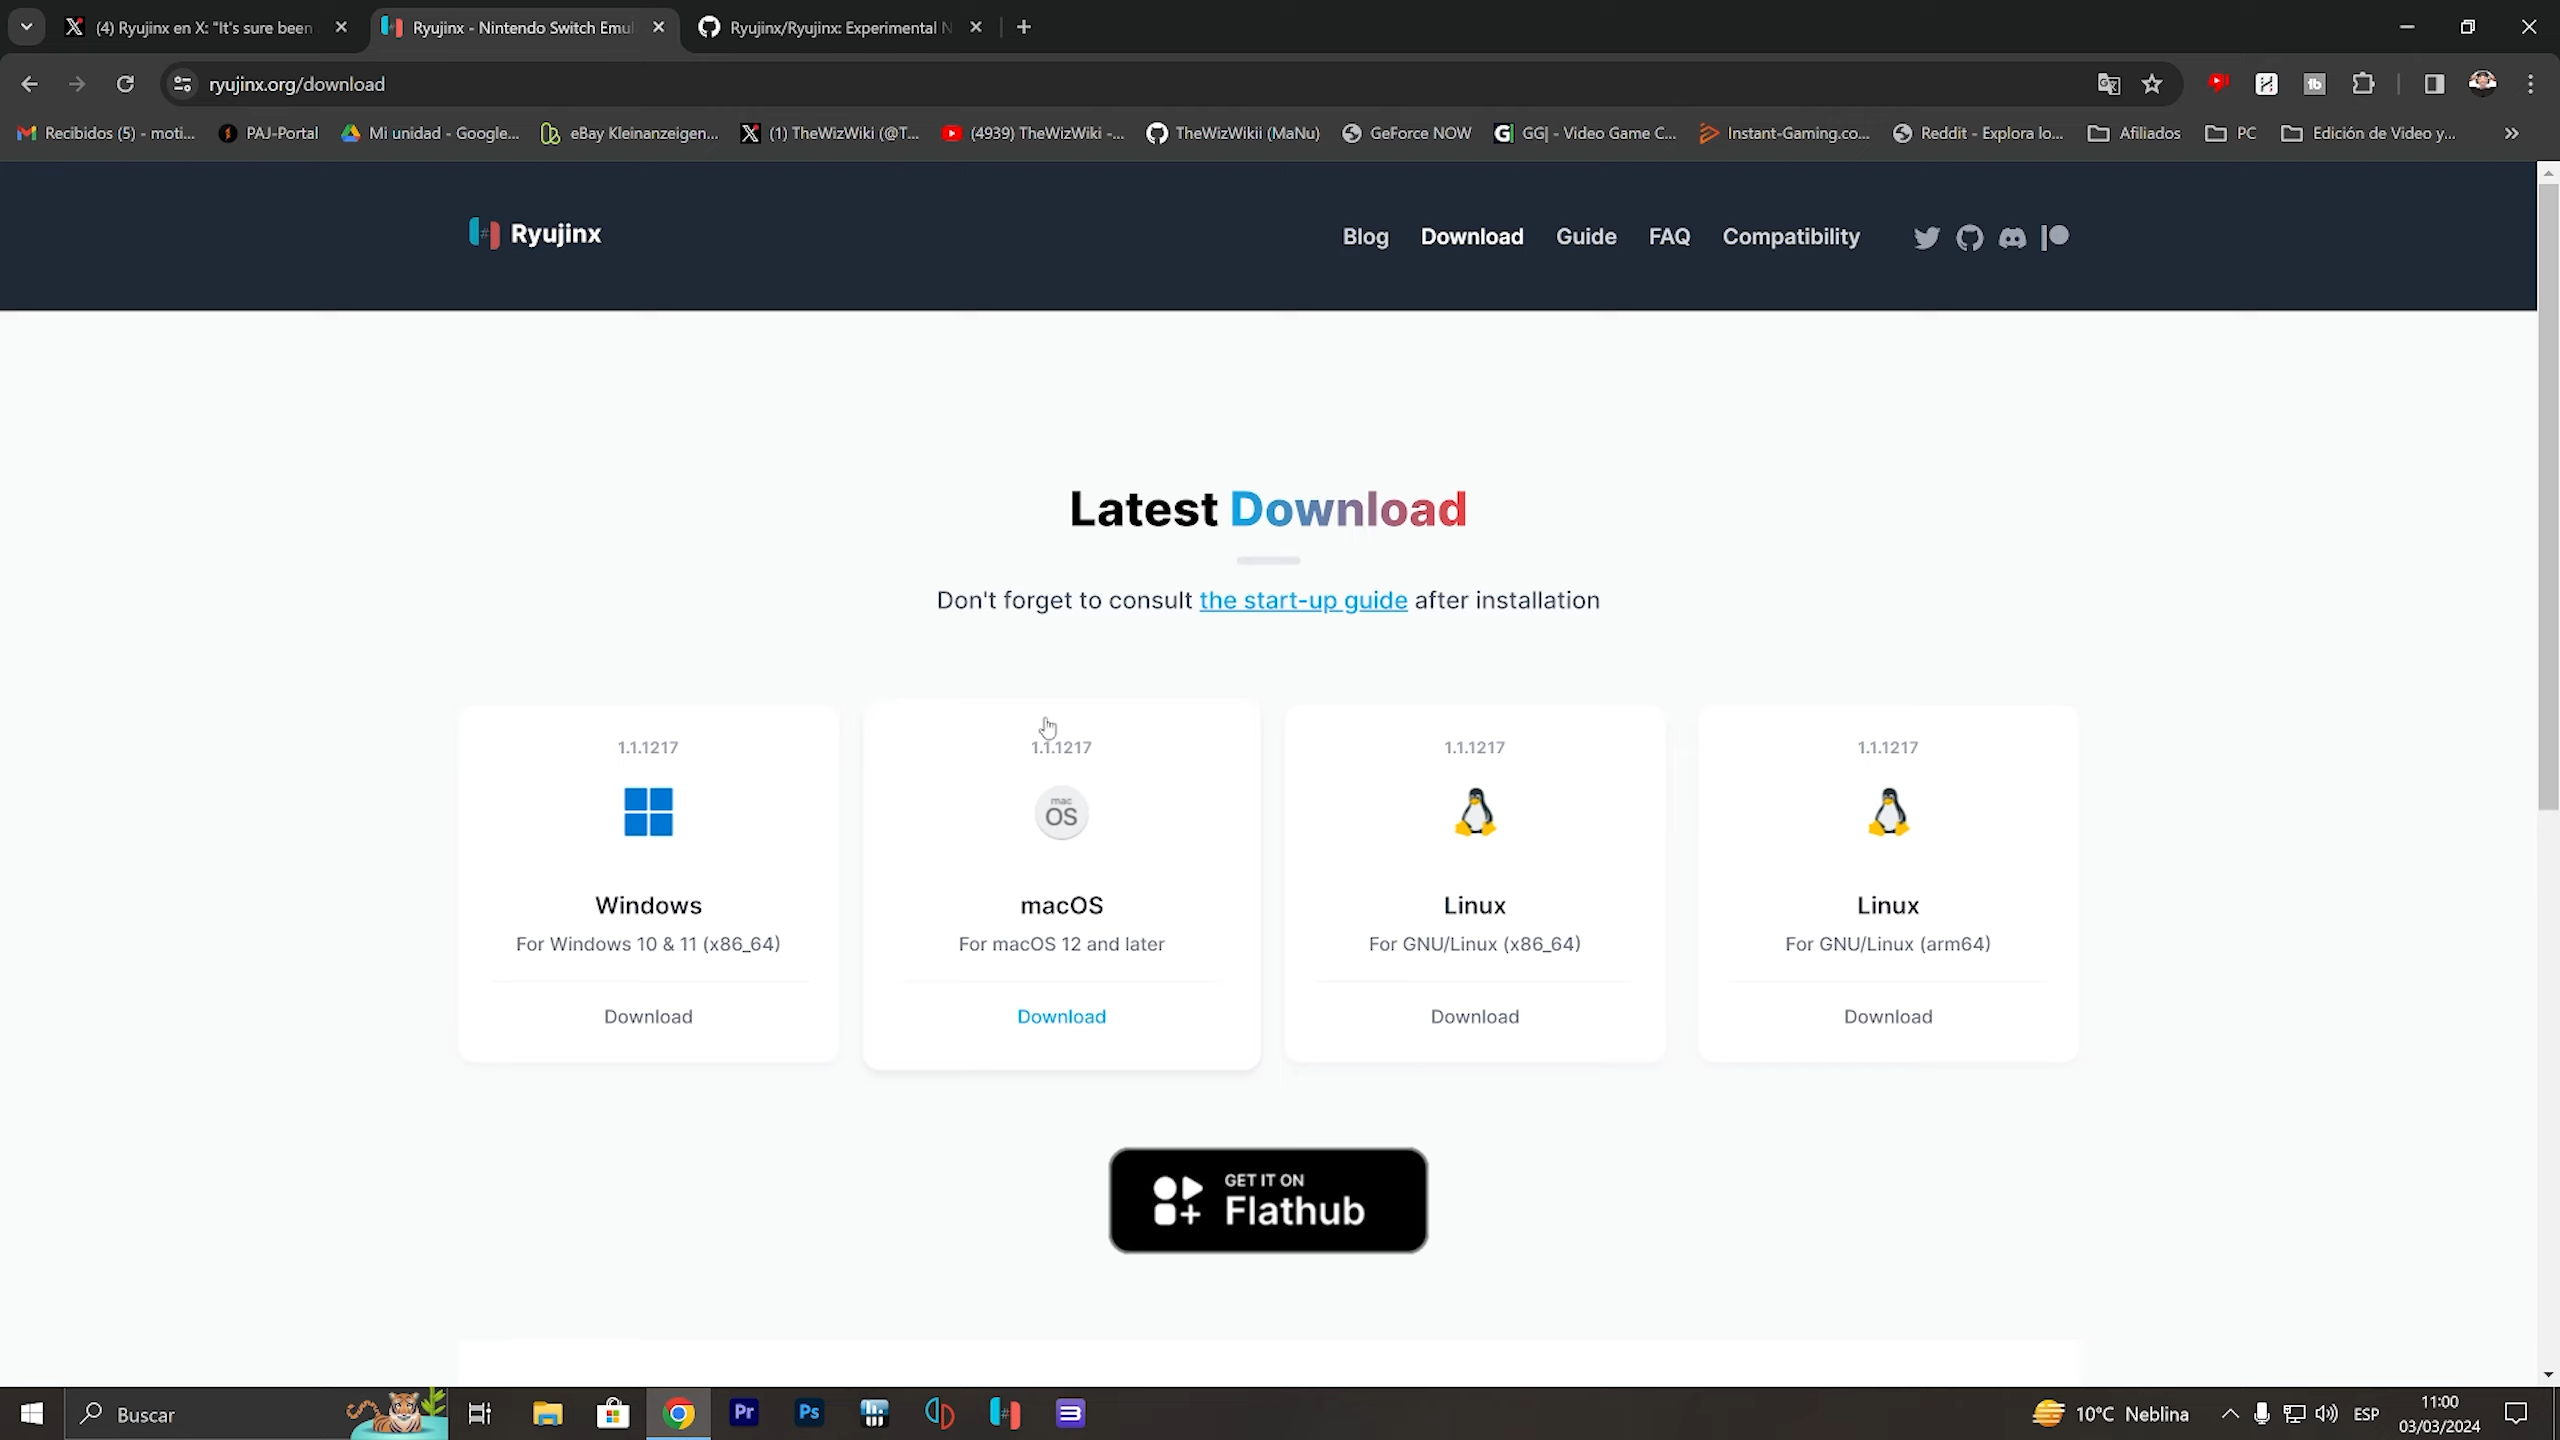 (4) Ryujinx en X: "It's sure been
Ryujinx - Nintendo Switch Emul
Ryujinx/Ryujinx: Experimental N
ryujinx.org/download
Recibidos (5) - moti...
PAJ-Portal
Mi unidad - Google...
eBay Kleinanzeigen...
(1) TheWizWiki (@T...
(4939) TheWizWiki -...
TheWizWikii (MaNu)
GeForce NOW
GG| - Video Game C...
Instant-Gaming.co...
Reddit - Explora lo...
Afiliados
PC
Edición de Video y...
Ryujinx
Blog
Download
Guide
FAQ
Compatibility
Latest Download
Don't forget to consult the start-up guide after installation
1.1.1217
Windows
For Windows 10 & 11 (x86_64)
Download
1.1.1217
mac
OS
macOS
For macOS 12 and later
Download
1.1.1217
Linux
For GNU/Linux (x86_64)
Download
1.1.1217
Linux
For GNU/Linux (arm64)
Download
GET IT ON
Flathub
Buscar
Pr
Ps
10°C Neblina
ESP
11:00
03/03/2024